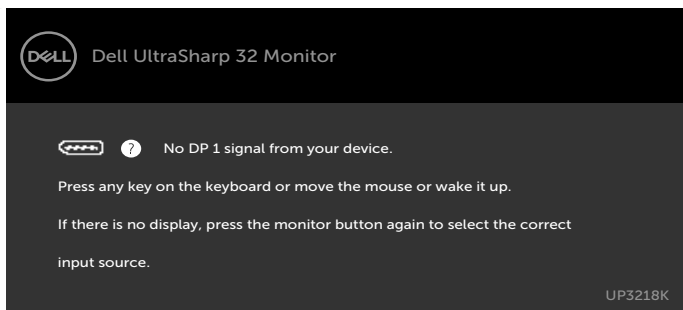 DELL Dell UltraSharp 32 Monitor
? No DP 1 signal from your device.
Press any key on the keyboard or move the mouse or wake it up.
If there is no display, press the monitor button again to select the correct
input source.
UP3218K